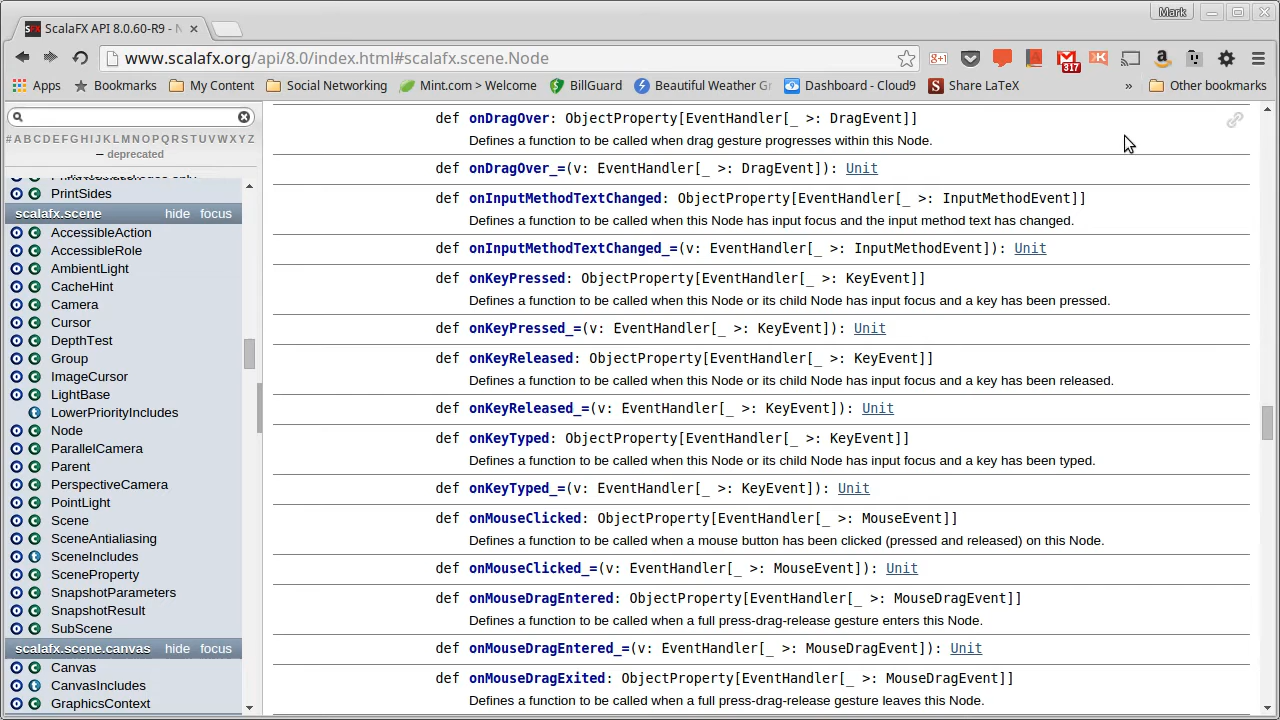 Mark
SFX ScalaFX API 8.0.60-R9 - N
www.scalafx.org/api/8.0/index.html#scalafx.scene.Node
317
Apps Bookmarks My Content Social Networking Mint.com > Welcome BillGuard Beautiful Weather Gr Dashboard - Cloud9 S Share LaTeX » Other bookmarks
#ABCDEFGHIJKLMNOPQRSTUVWXYZ
– deprecated
PrintSides
scalafx.scene hide focus
AccessibleAction
AccessibleRole
AmbientLight
CacheHint
Camera
Cursor
DepthTest
Group
ImageCursor
LightBase
LowerPriorityIncludes
Node
ParallelCamera
Parent
PerspectiveCamera
PointLight
Scene
SceneAntialiasing
SceneIncludes
SceneProperty
SnapshotParameters
SnapshotResult
SubScene
scalafx.scene.canvas hide focus
Canvas
CanvasIncludes
GraphicsContext
def onDragOver: ObjectProperty[EventHandler[_ >: DragEvent]]
Defines a function to be called when drag gesture progresses within this Node.
def onDragOver_=(v: EventHandler[_ >: DragEvent]): Unit
def onInputMethodTextChanged: ObjectProperty[EventHandler[_ >: InputMethodEvent]]
Defines a function to be called when this Node has input focus and the input method text has changed.
def onInputMethodTextChanged_=(v: EventHandler[_ >: InputMethodEvent]): Unit
def onKeyPressed: ObjectProperty[EventHandler[_ >: KeyEvent]]
Defines a function to be called when this Node or its child Node has input focus and a key has been pressed.
def onKeyPressed_=(v: EventHandler[_ >: KeyEvent]): Unit
def onKeyReleased: ObjectProperty[EventHandler[_ >: KeyEvent]]
Defines a function to be called when this Node or its child Node has input focus and a key has been released.
def onKeyReleased_=(v: EventHandler[_ >: KeyEvent]): Unit
def onKeyTyped: ObjectProperty[EventHandler[_ >: KeyEvent]]
Defines a function to be called when this Node or its child Node has input focus and a key has been typed.
def onKeyTyped_=(v: EventHandler[_ >: KeyEvent]): Unit
def onMouseClicked: ObjectProperty[EventHandler[_ >: MouseEvent]]
Defines a function to be called when a mouse button has been clicked (pressed and released) on this Node.
def onMouseClicked_=(v: EventHandler[_ >: MouseEvent]): Unit
def onMouseDragEntered: ObjectProperty[EventHandler[_ >: MouseDragEvent]]
Defines a function to be called when a full press-drag-release gesture enters this Node.
def onMouseDragEntered_=(v: EventHandler[_ >: MouseDragEvent]): Unit
def onMouseDragExited: ObjectProperty[EventHandler[_ >: MouseDragEvent]]
Defines a function to be called when a full press-drag-release gesture leaves this Node.